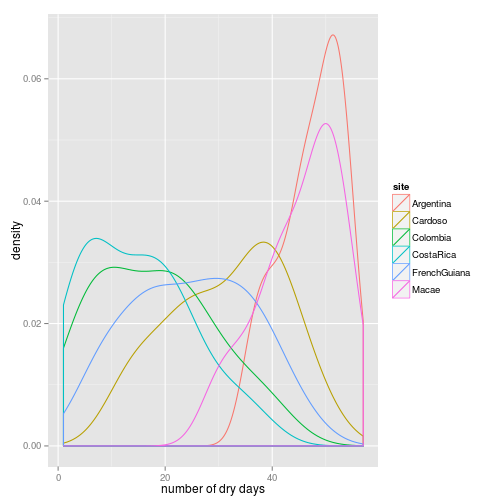 0.06
0.04
0.02
0.00
density
0
20
40
number of dry days
site
Argentina
Cardoso
Colombia
CostaRica
FrenchGuiana
Macae